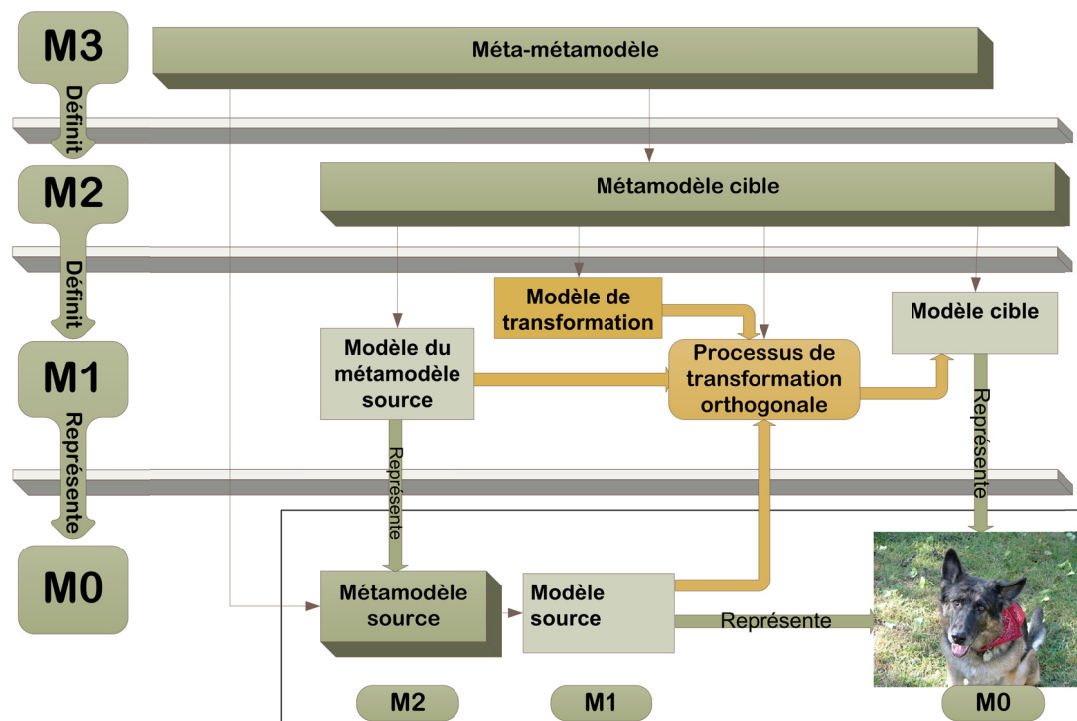 M3
Méta-métamodèle
Définit
M2
Métamodèle cible
Définit
Modèle de
transformation
Modèle cible
M1
Modèle du
métamodèle
source
Processus de
transformation
orthogonale
Représente
Représente
Représente
M0
Métamodèle
source
Modèle
source
Représente
M2
M1
M0